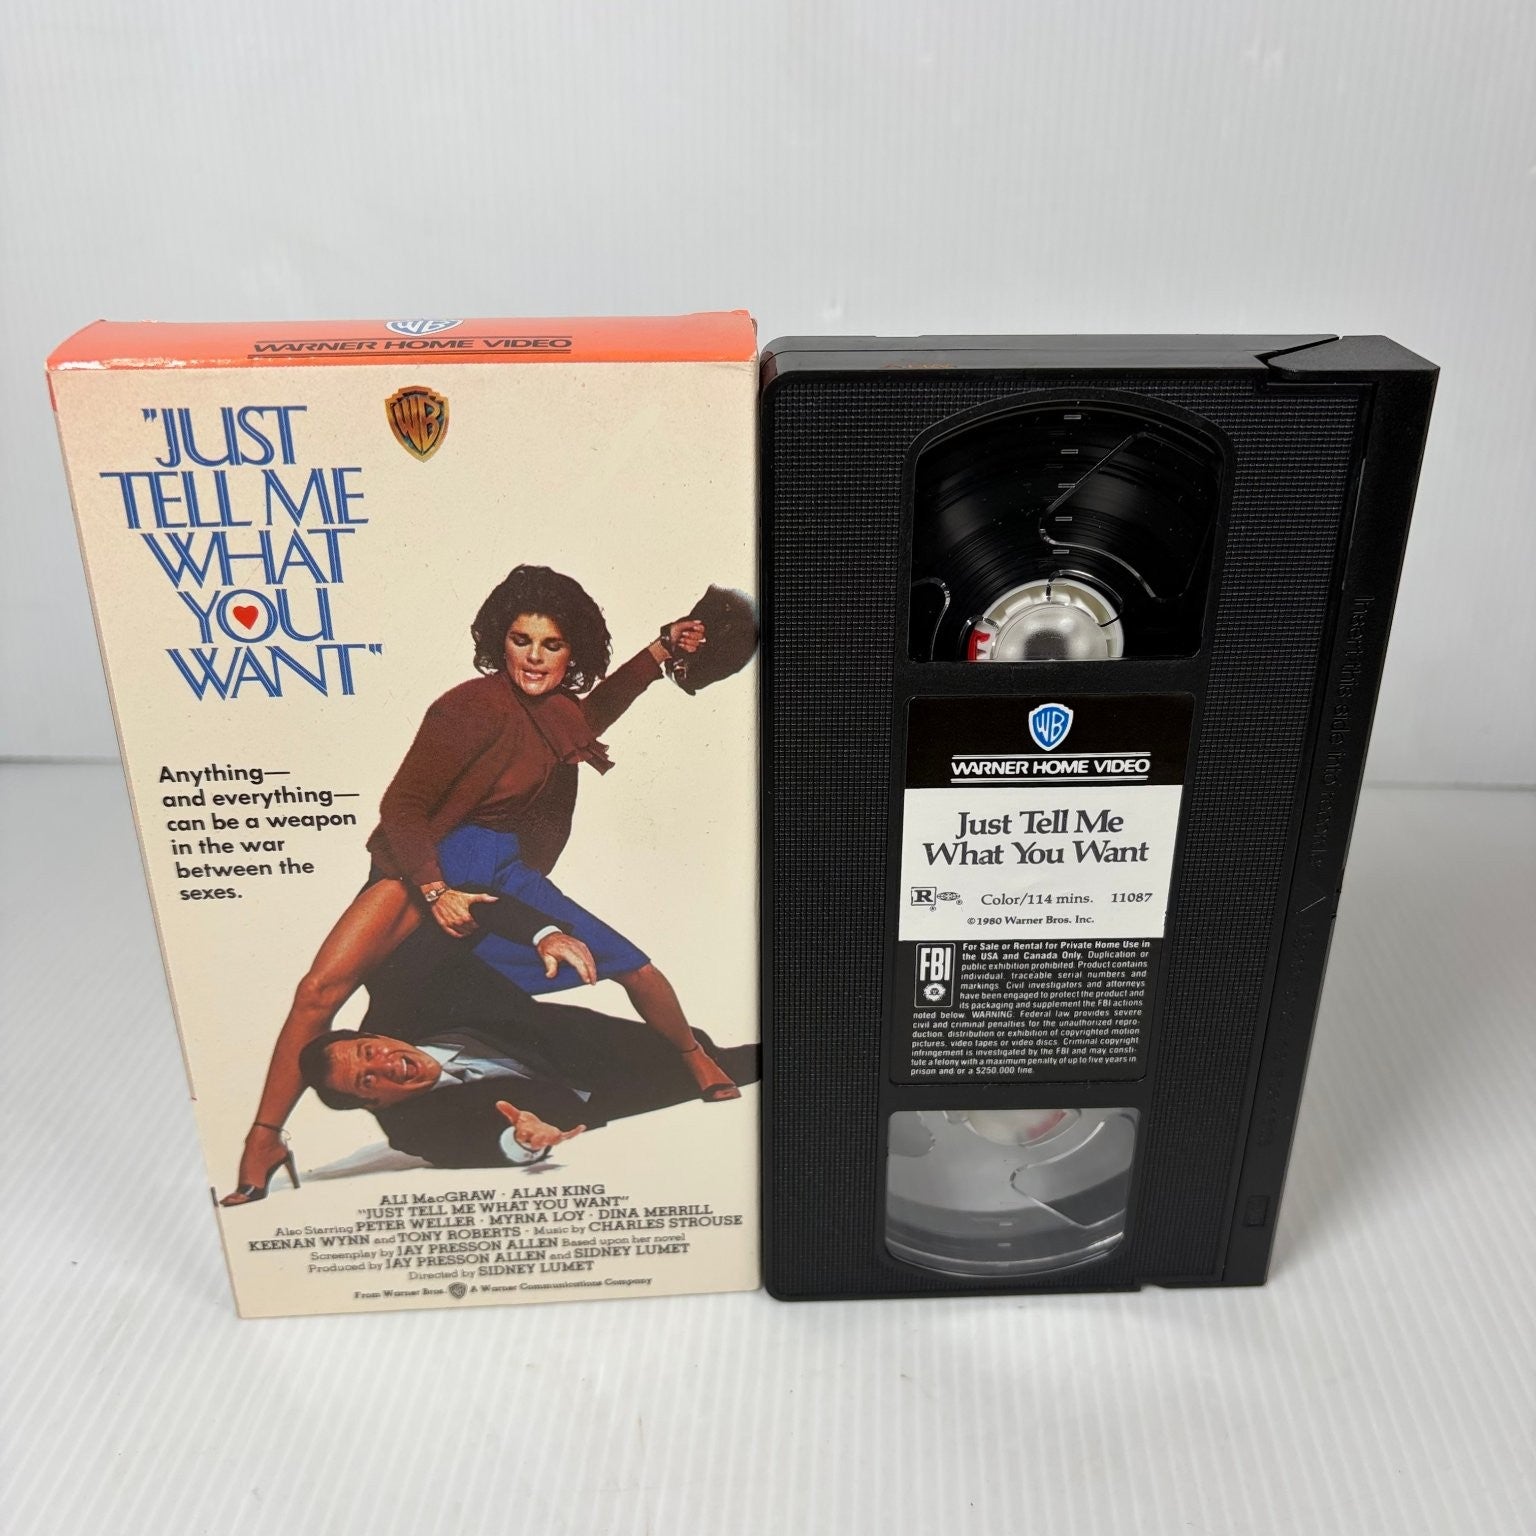 WB
WARNER HOME VIDEO
WB
"JUST
TELL ME
WHAT
YOU
WANT"
Anything—
and everything—
can be a weapon
in the war
between the
sexes.
ALI MacGRAW · ALAN KING
"JUST TELL ME WHAT YOU WANT"
Also Starring PETER WELLER · MYRNA LOY · DINA MERRILL
KEENAN WYNN and TONY ROBERTS · Music by CHARLES STROUSE
Screenplay by JAY PRESSON ALLEN Based upon her novel
Produced by JAY PRESSON ALLEN and SIDNEY LUMET
Directed by SIDNEY LUMET
From Warner Bros. A Warner Communications Company
WB
WARNER HOME VIDEO
Just Tell Me
What You Want
R Color/114 mins. 11087
©1980 Warner Bros. Inc.
FBI
For Sale or Rental for Private Home Use in
the USA and Canada Only. Duplication or
public exhibition prohibited. Product contains
individual, traceable serial numbers and
markings. Civil investigators and attorneys
have been engaged to protect the product and
its packaging and supplement the FBI actions
noted below. WARNING: Federal law provides severe
civil and criminal penalties for the unauthorized repro-
duction, distribution or exhibition of copyrighted motion
pictures, video tapes or video discs. Criminal copyright
infringement is investigated by the FBI and may consti-
tute a felony with a maximum penalty of up to five years in
prison and or a $250,000 fine.
Insert this side into recorder